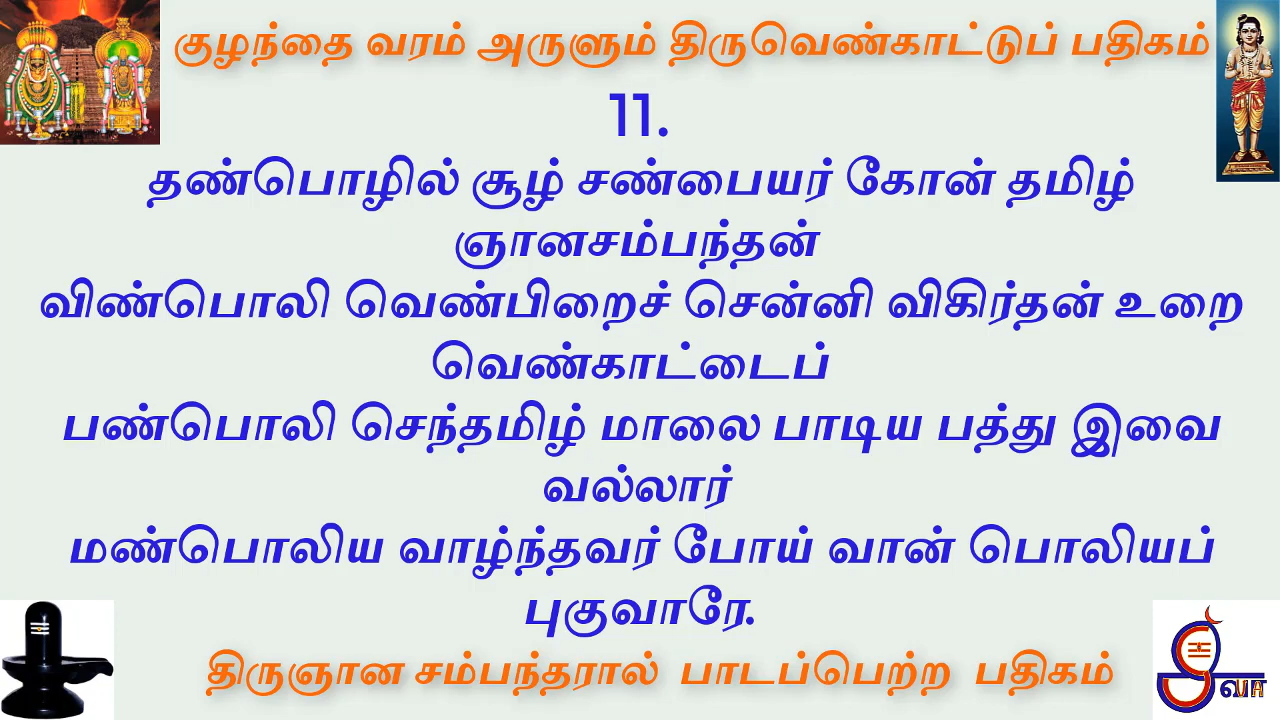 குழந்தை வரம் அருளும் திருவெண்காட்டுப் பதிகம்
11.
தண்பொழில் சூழ் சண்பையர் கோன் தமிழ்
ஞானசம்பந்தன்
விண்பொலி வெண்பிறைச் சென்னி விகிர்தன் உறை
வெண்காட்டைப்
பண்பொலி செந்தமிழ் மாலை பாடிய பத்து இவை
வல்லார்
மண்பொலிய வாழ்ந்தவர் போய் வான் பொலியப்
புகுவாரே.
திருஞான சம்பந்தரால் பாடப்பெற்ற பதிகம்
சிவா